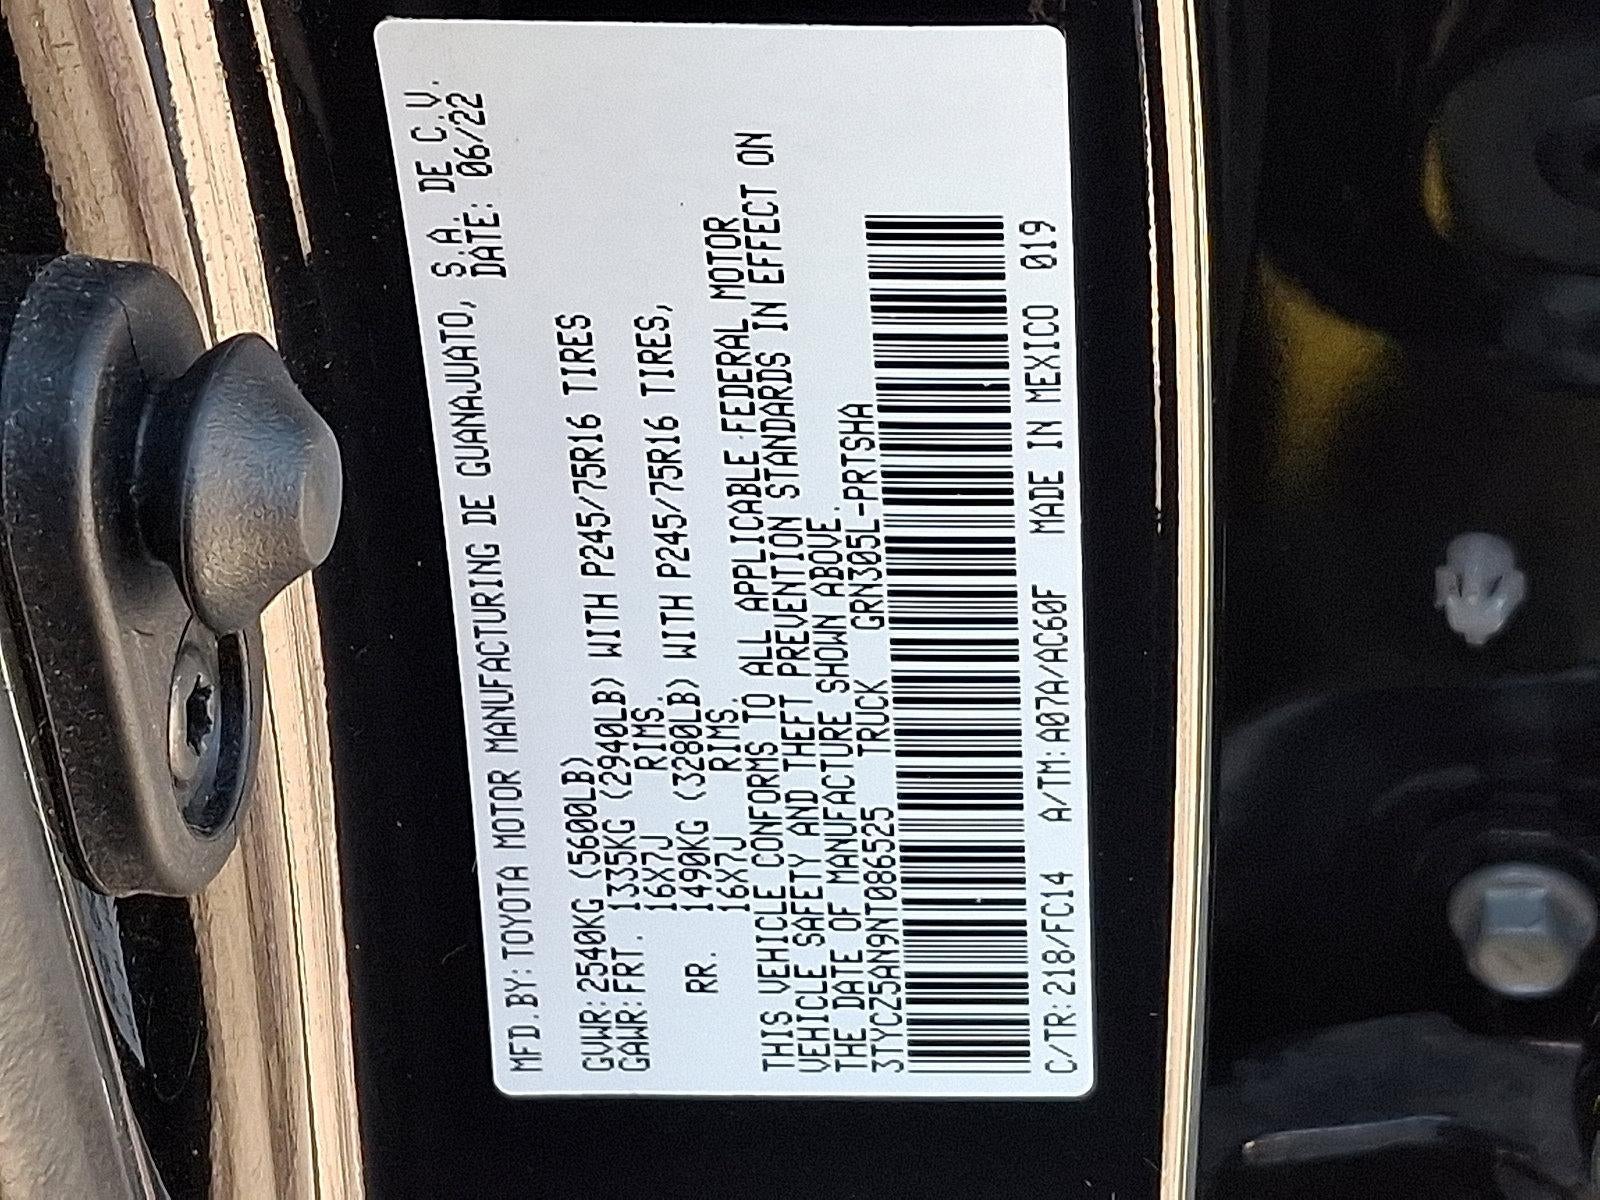 MFD.BY:TOYOTA MOTOR MANUFACTURING DE GUANAJUATO, S.A. DE C.V.
DATE: 06/22
GVWR:2540KG (5600LB)
GAWR:FRT. 1335KG (2940LB) WITH P245/75R16 TIRES
16X7J RIMS.
RR. 1490KG (3280LB) WITH P245/75R16 TIRES,
16X7J RIMS.
THIS VEHICLE CONFORMS TO ALL APPLICABLE FEDERAL MOTOR
VEHICLE SAFETY AND THEFT PREVENTION STANDARDS IN EFFECT ON
THE DATE OF MANUFACTURE SHOWN ABOVE.
3TYCZ5AN9NT086525 TRUCK GRN305L-PRTSHA
C/TR:218/FC14 A/TM:A07A/AC60F MADE IN MEXICO 019